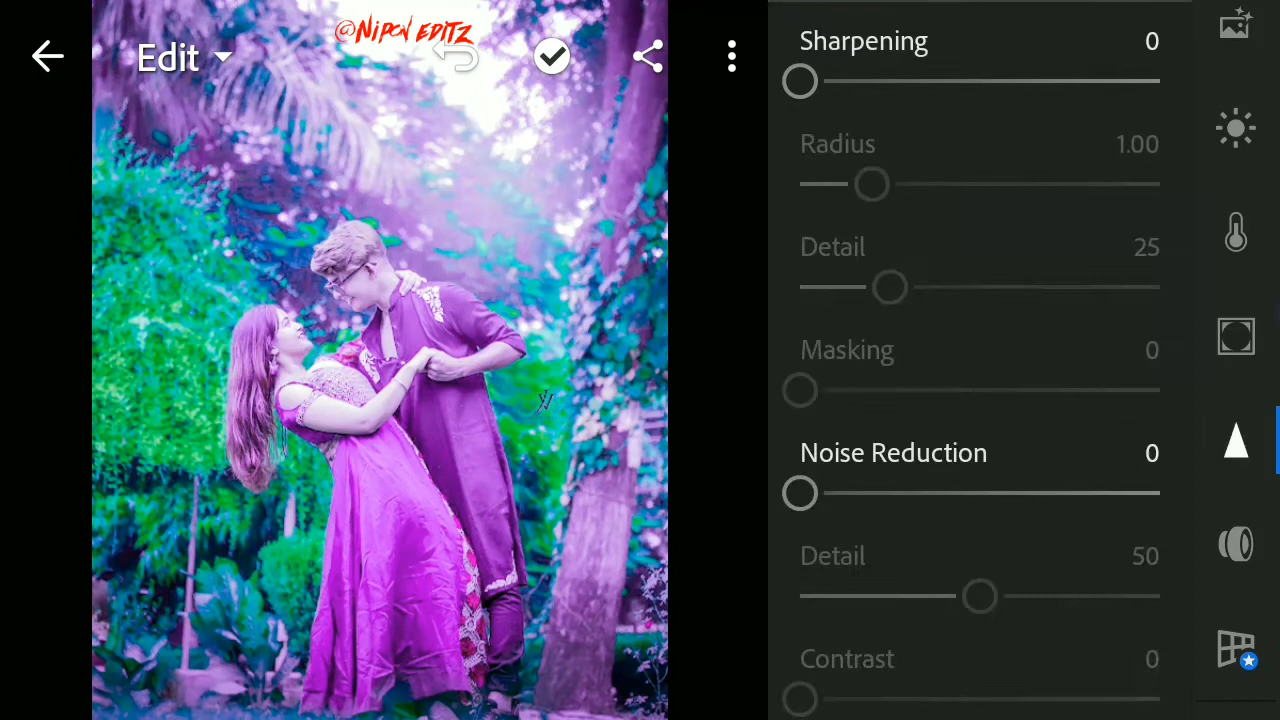 @Nipon Editz
Edit
Sharpening 0
Radius 1.00
Detail 25
Masking 0
Noise Reduction 0
Detail 50
Contrast 0